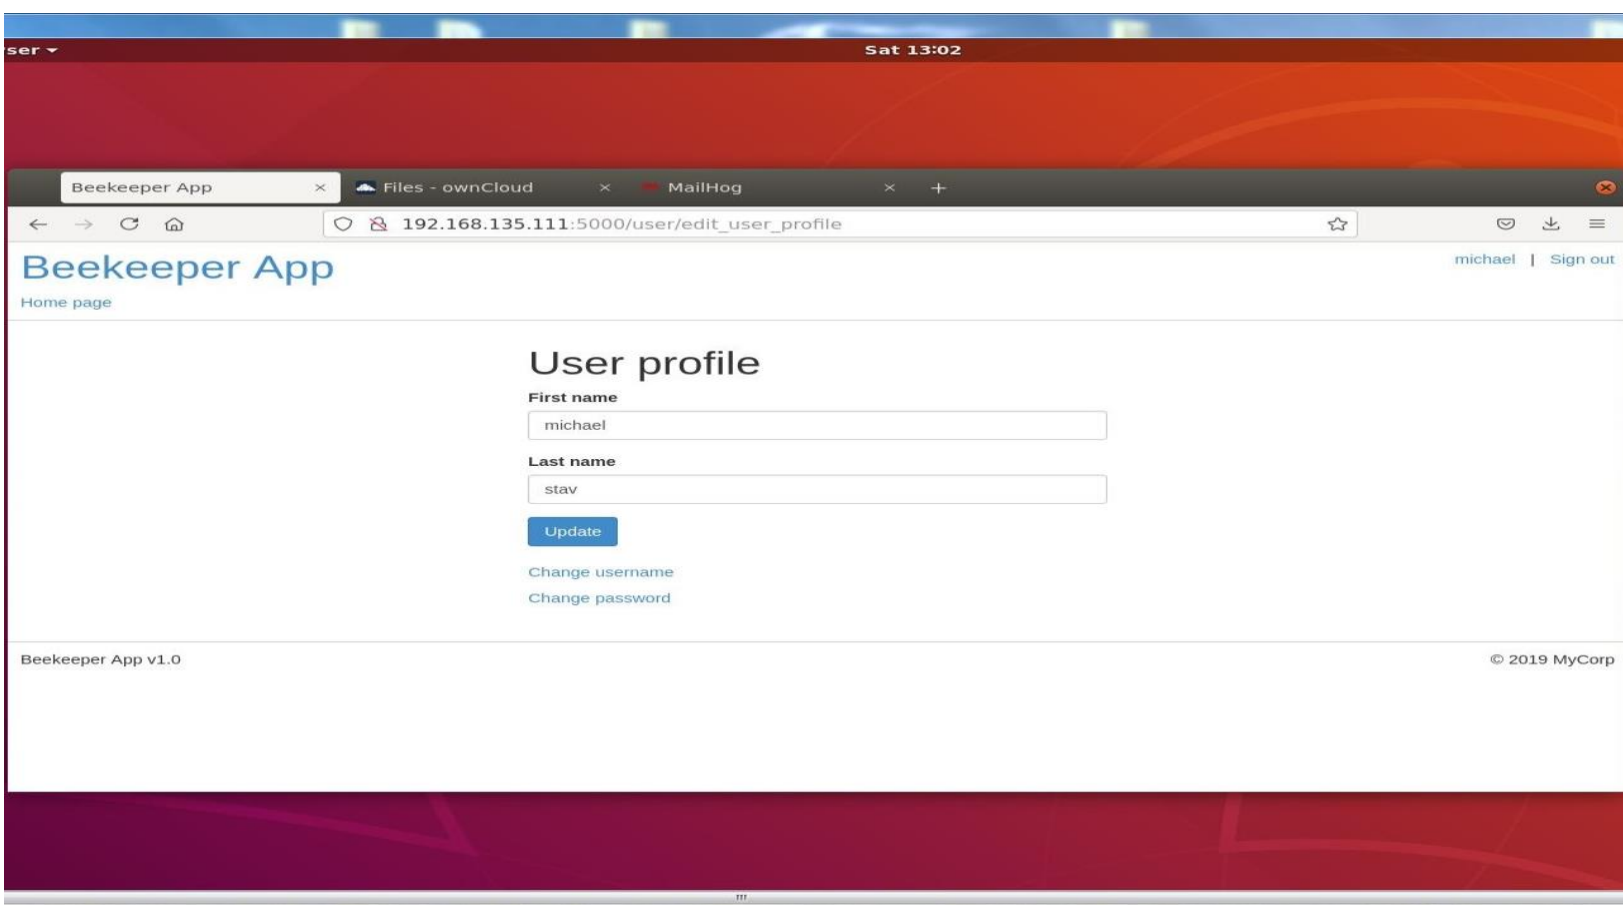 ser
Sat 13:02
Beekeeper App
Files - ownCloud
MailHog
192.168.135.111:5000/user/edit_user_profile
Beekeeper App
michael | Sign out
Home page
User profile
First name
michael
Last name
stav
Update
Change username
Change password
Beekeeper App v1.0
© 2019 MyCorp